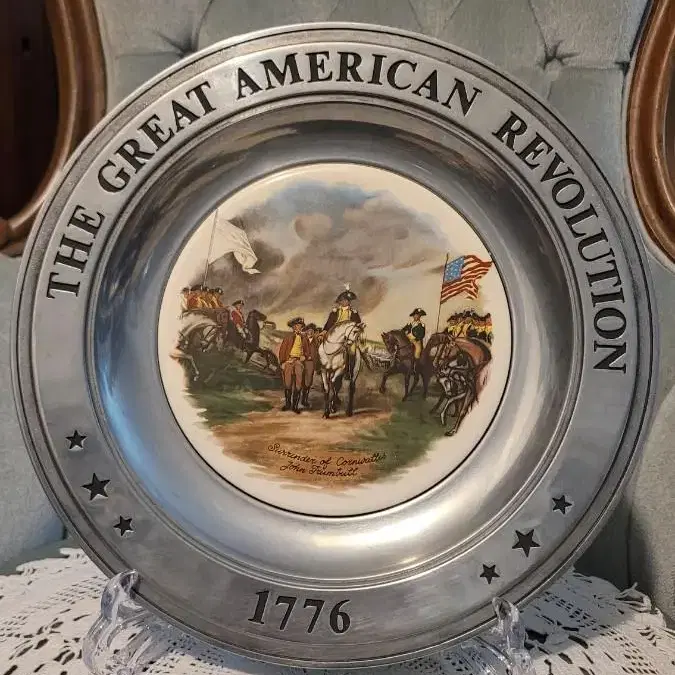 THE GREAT AMERICAN REVOLUTION
Surrender of Cornwallis
John Trumbull
1776